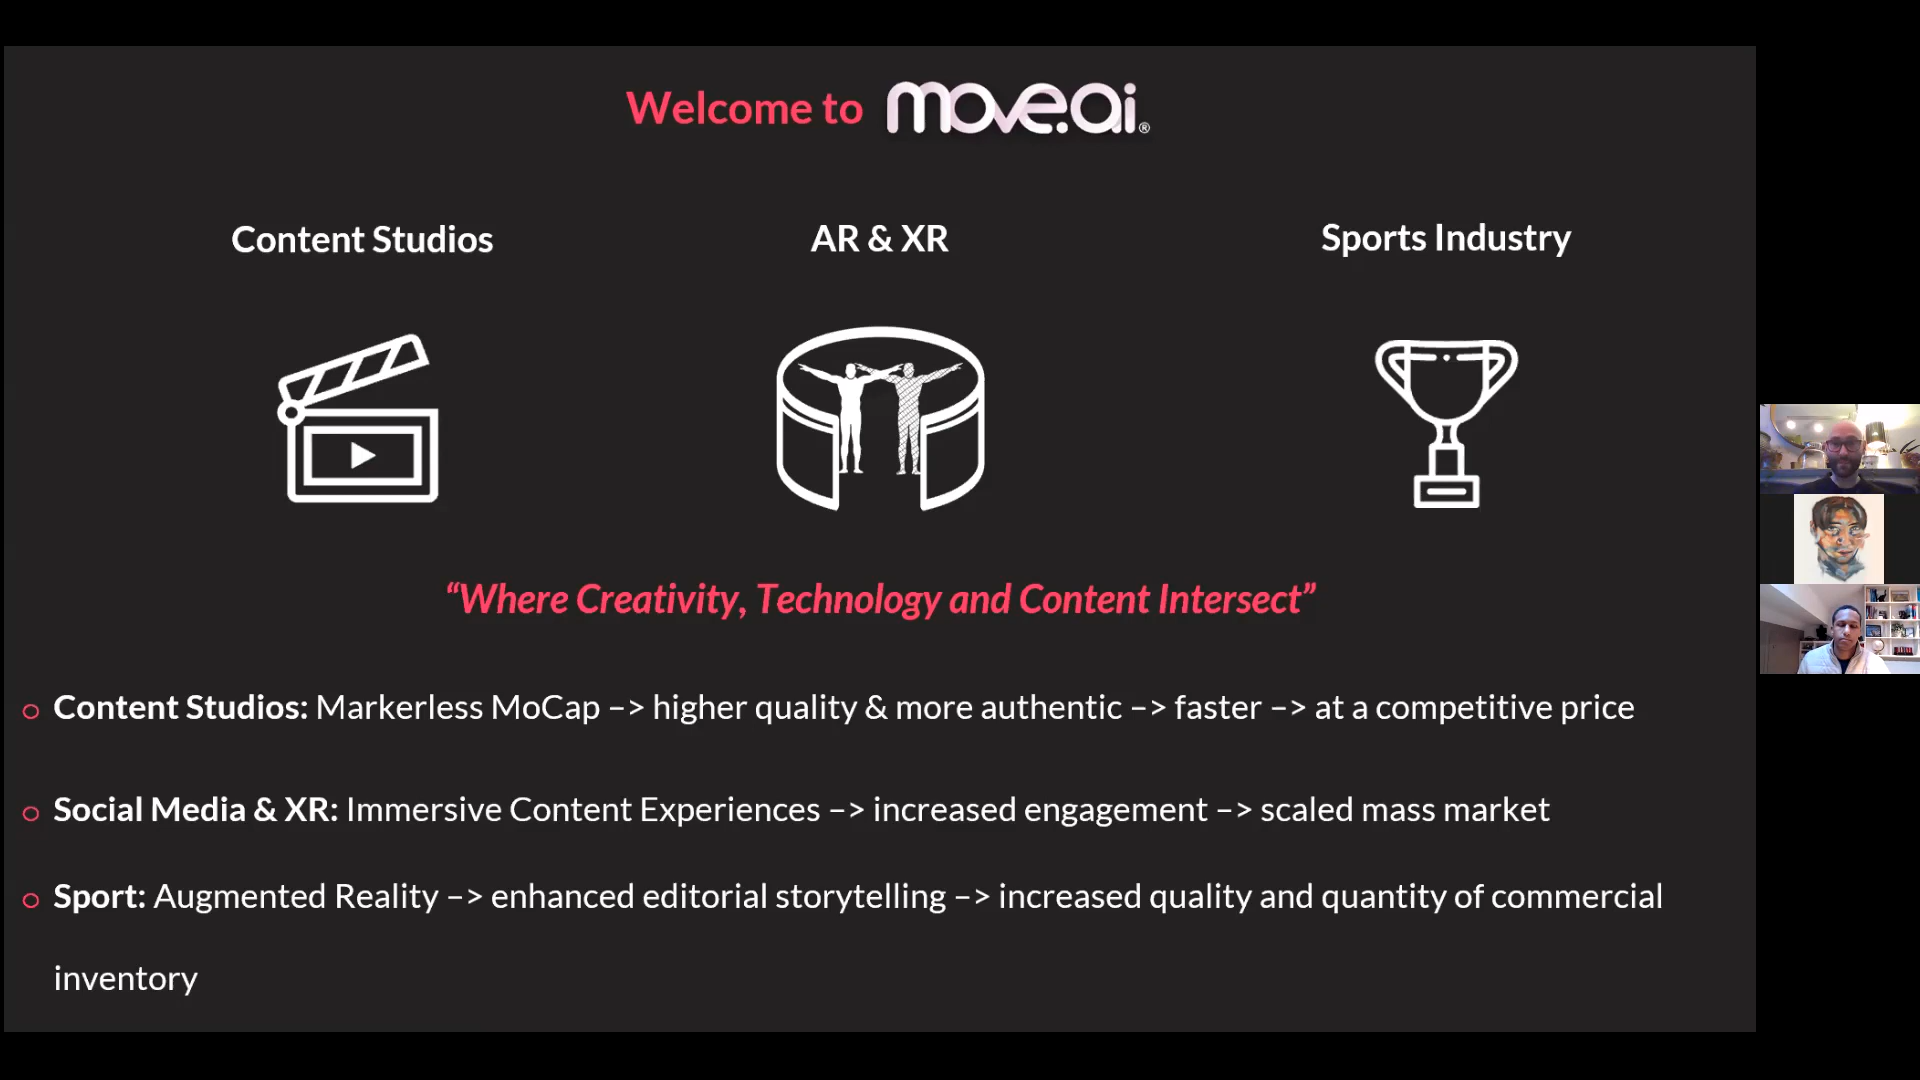 Welcome to move.ai®
Content Studios
AR & XR
Sports Industry
“Where Creativity, Technology and Content Intersect”
Content Studios: Markerless MoCap –> higher quality & more authentic –> faster –> at a competitive price
Social Media & XR: Immersive Content Experiences –> increased engagement –> scaled mass market
Sport: Augmented Reality –> enhanced editorial storytelling –> increased quality and quantity of commercial
inventory